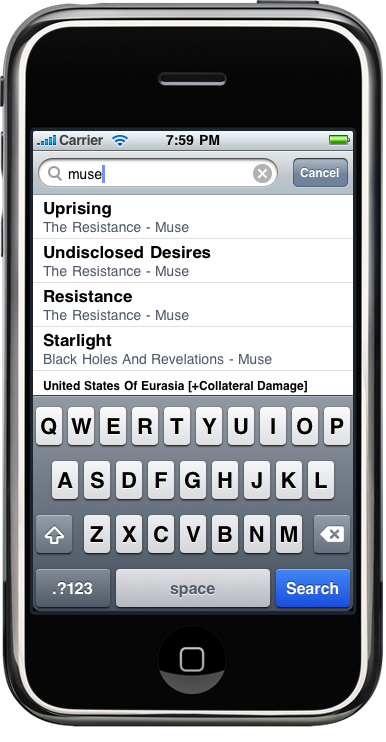 Carrier 7:59 PM
muse Cancel
Uprising
The Resistance - Muse
Undisclosed Desires
The Resistance - Muse
Resistance
The Resistance - Muse
Starlight
Black Holes And Revelations - Muse
United States Of Eurasia [+Collateral Damage]
Q W E R T Y U I O P
A S D F G H J K L
Z X C V B N M
.?123 space Search